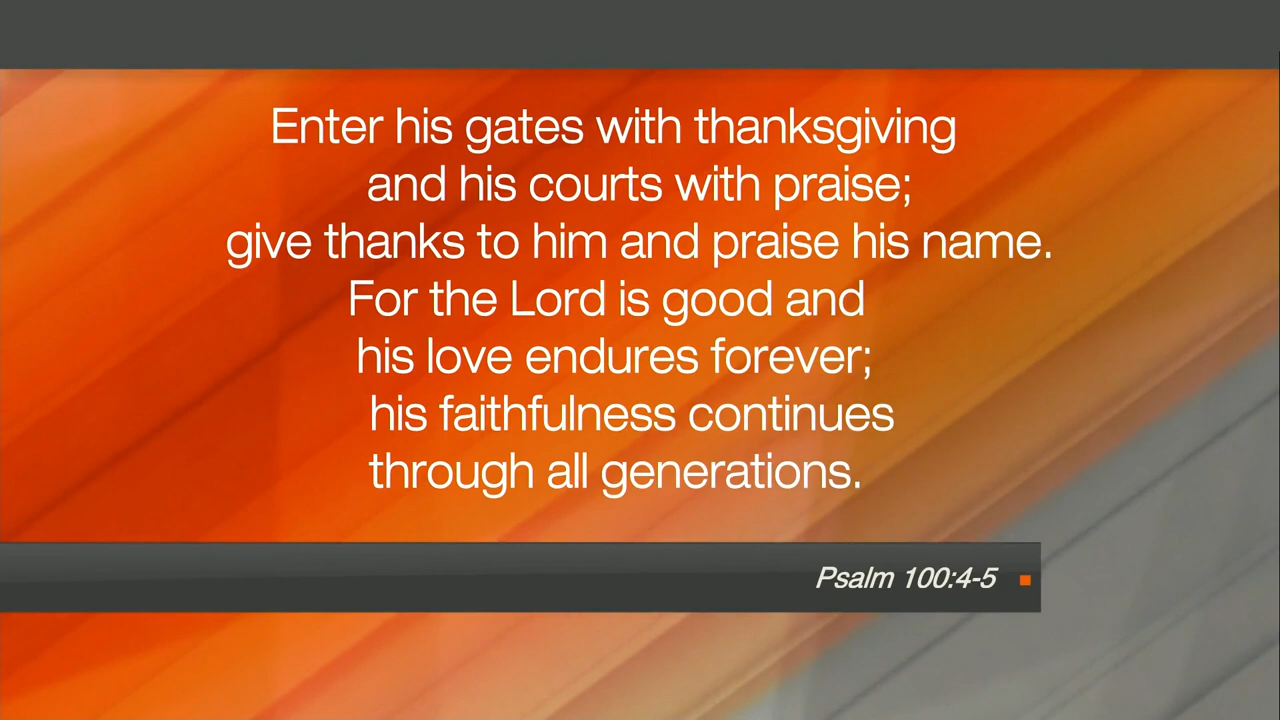 Enter his gates with thanksgiving
and his courts with praise;
give thanks to him and praise his name.
For the Lord is good and
his love endures forever;
his faithfulness continues
through all generations.
Psalm 100:4-5